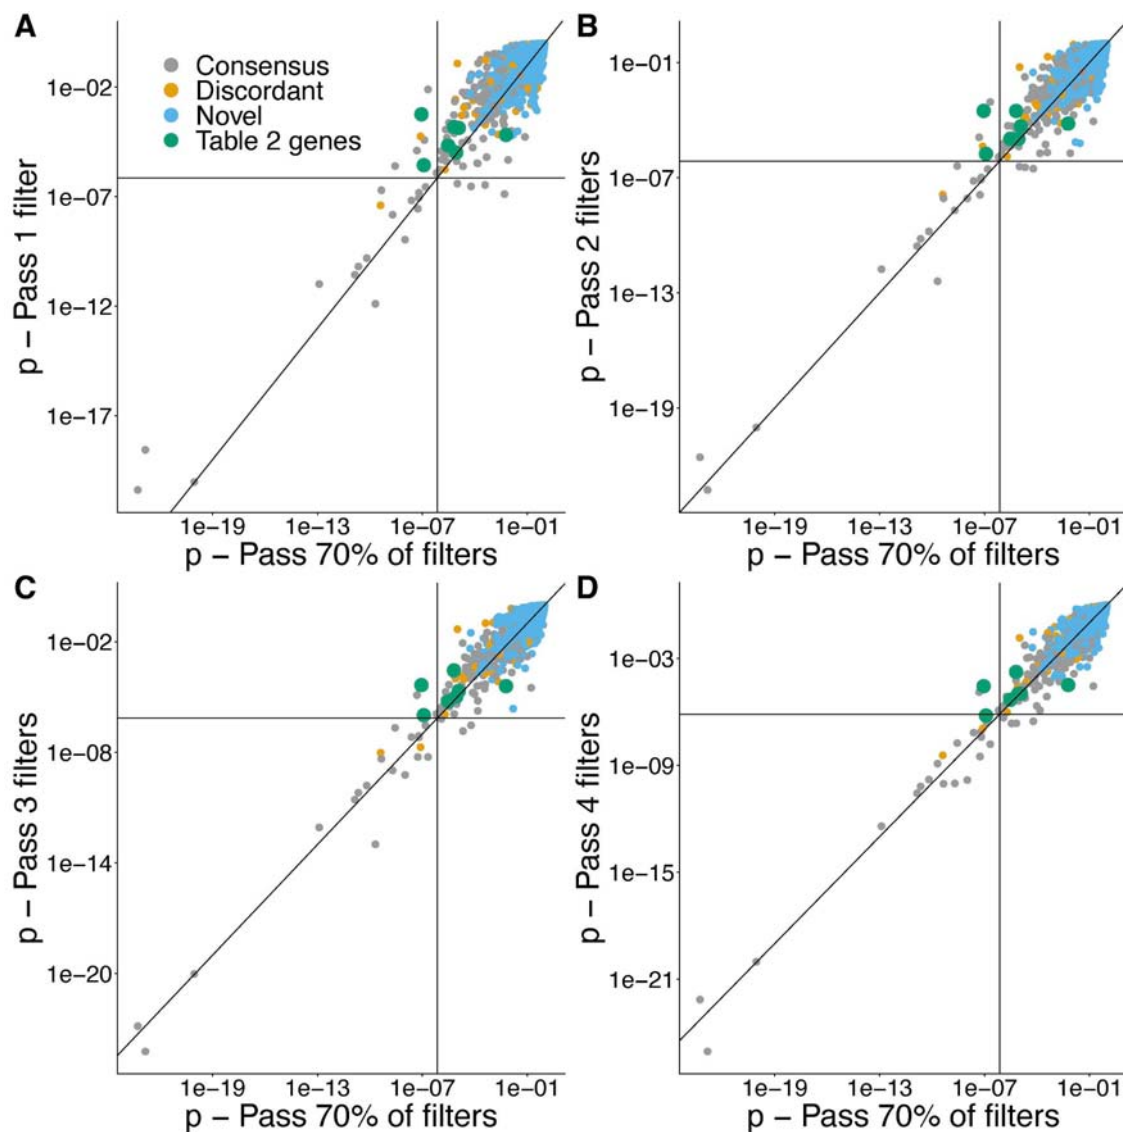 A
Consensus
Discordant
Novel
Table 2 genes
1e−02
1e−07
1e−12
1e−17
p − Pass 1 filter
1e−19 1e−13 1e−07 1e−01
p − Pass 70% of filters
B
1e−01
1e−07
1e−13
1e−19
p − Pass 2 filters
1e−19 1e−13 1e−07 1e−01
p − Pass 70% of filters
C
1e−02
1e−08
1e−14
1e−20
p − Pass 3 filters
1e−19 1e−13 1e−07 1e−01
p − Pass 70% of filters
D
1e−03
1e−09
1e−15
1e−21
p − Pass 4 filters
1e−19 1e−13 1e−07 1e−01
p − Pass 70% of filters